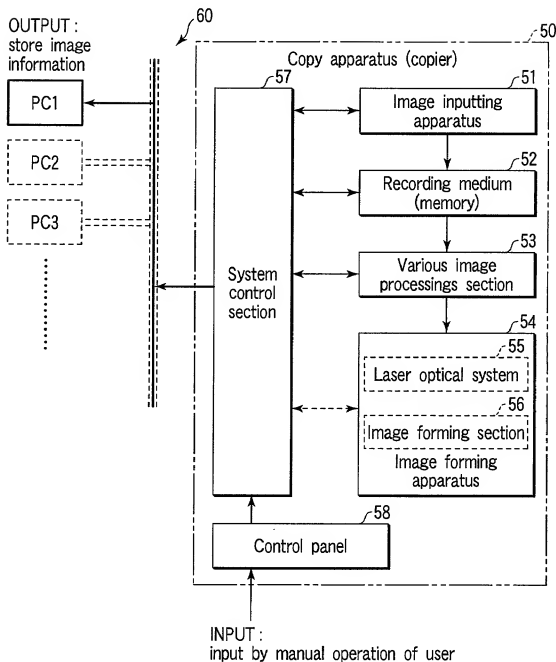 60
OUTPUT :
store image
information
50
Copy apparatus (copier)
57
51
PC1
Image inputting
apparatus
52
PC2
Recording medium
(memory)
PC3
53
Various image
processings section
System
control
section
54
55
Laser optical system
56
Image forming section
Image forming
apparatus
58
Control panel
INPUT :
input by manual operation of user